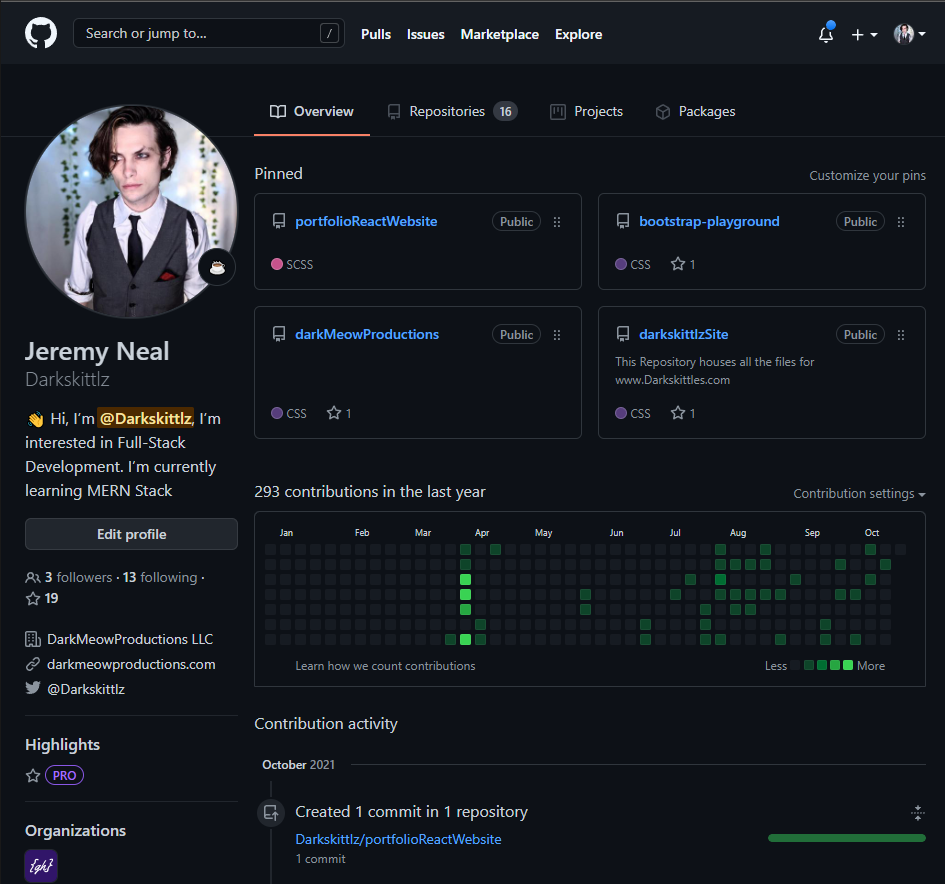 Search or jump to... /
Pulls Issues Marketplace Explore
Overview Repositories 16 Projects Packages
Jeremy Neal
Darkskittlz
👋 Hi, I’m @Darkskittlz, I’m
interested in Full-Stack
Development. I’m currently
learning MERN Stack
Edit profile
3 followers · 13 following ·
19
DarkMeowProductions LLC
darkmeowproductions.com
@Darkskittlz
Highlights
PRO
Organizations
{gh}
Pinned
Customize your pins
portfolioReactWebsite Public
SCSS
bootstrap-playground Public
CSS 1
darkMeowProductions Public
CSS 1
darkskittlzSite Public
This Repository houses all the files for
www.Darkskittles.com
CSS 1
293 contributions in the last year
Contribution settings
Jan Feb Mar Apr May Jun Jul Aug Sep Oct
Learn how we count contributions
Less More
Contribution activity
October 2021
Created 1 commit in 1 repository
Darkskittlz/portfolioReactWebsite
1 commit